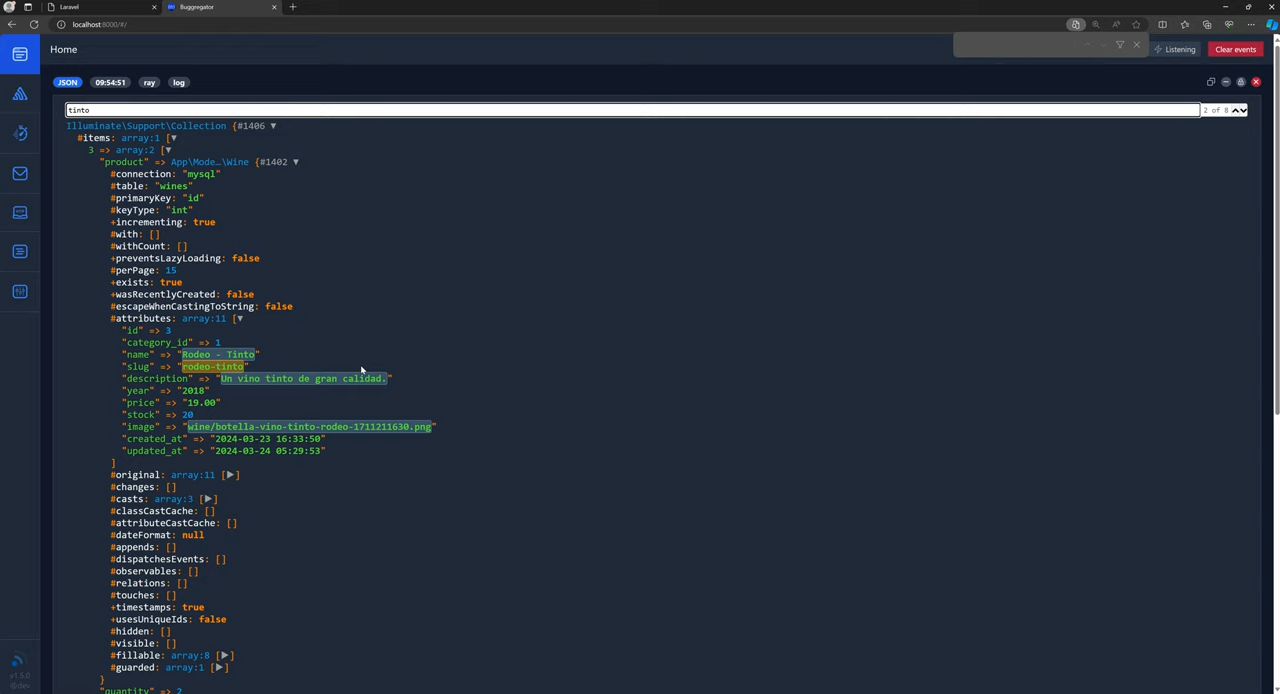 Laravel
Buggregator
localhost:8000/#/
Home
Listening
Clear events
JSON 09:54:51 ray log
tinto
2 of 8
Illuminate\Support\Collection {#1406 ▼
#items: array:1 [▼
3 => array:2 [▼
"product" => App\Mode…\Wine {#1402 ▼
#connection: "mysql"
#table: "wines"
#primaryKey: "id"
#keyType: "int"
+incrementing: true
#with: []
#withCount: []
+preventsLazyLoading: false
#perPage: 15
+exists: true
+wasRecentlyCreated: false
#escapeWhenCastingToString: false
#attributes: array:11 [▼
"id" => 3
"category_id" => 1
"name" => "Rodeo - Tinto"
"slug" => "rodeo-tinto"
"description" => "Un vino tinto de gran calidad."
"year" => "2018"
"price" => "19.00"
"stock" => 20
"image" => "wine/botella-vino-tinto-rodeo-1711211630.png"
"created_at" => "2024-03-23 16:33:50"
"updated_at" => "2024-03-24 05:29:53"
]
#original: array:11 [▶]
#changes: []
#casts: array:3 [▶]
#classCastCache: []
#attributeCastCache: []
#dateFormat: null
#appends: []
#dispatchesEvents: []
#observables: []
#relations: []
#touches: []
+timestamps: true
+usesUniqueIds: false
#hidden: []
#visible: []
#fillable: array:8 [▶]
#guarded: array:1 [▶]
}
"quantity" => 2
v1.5.0
@dev